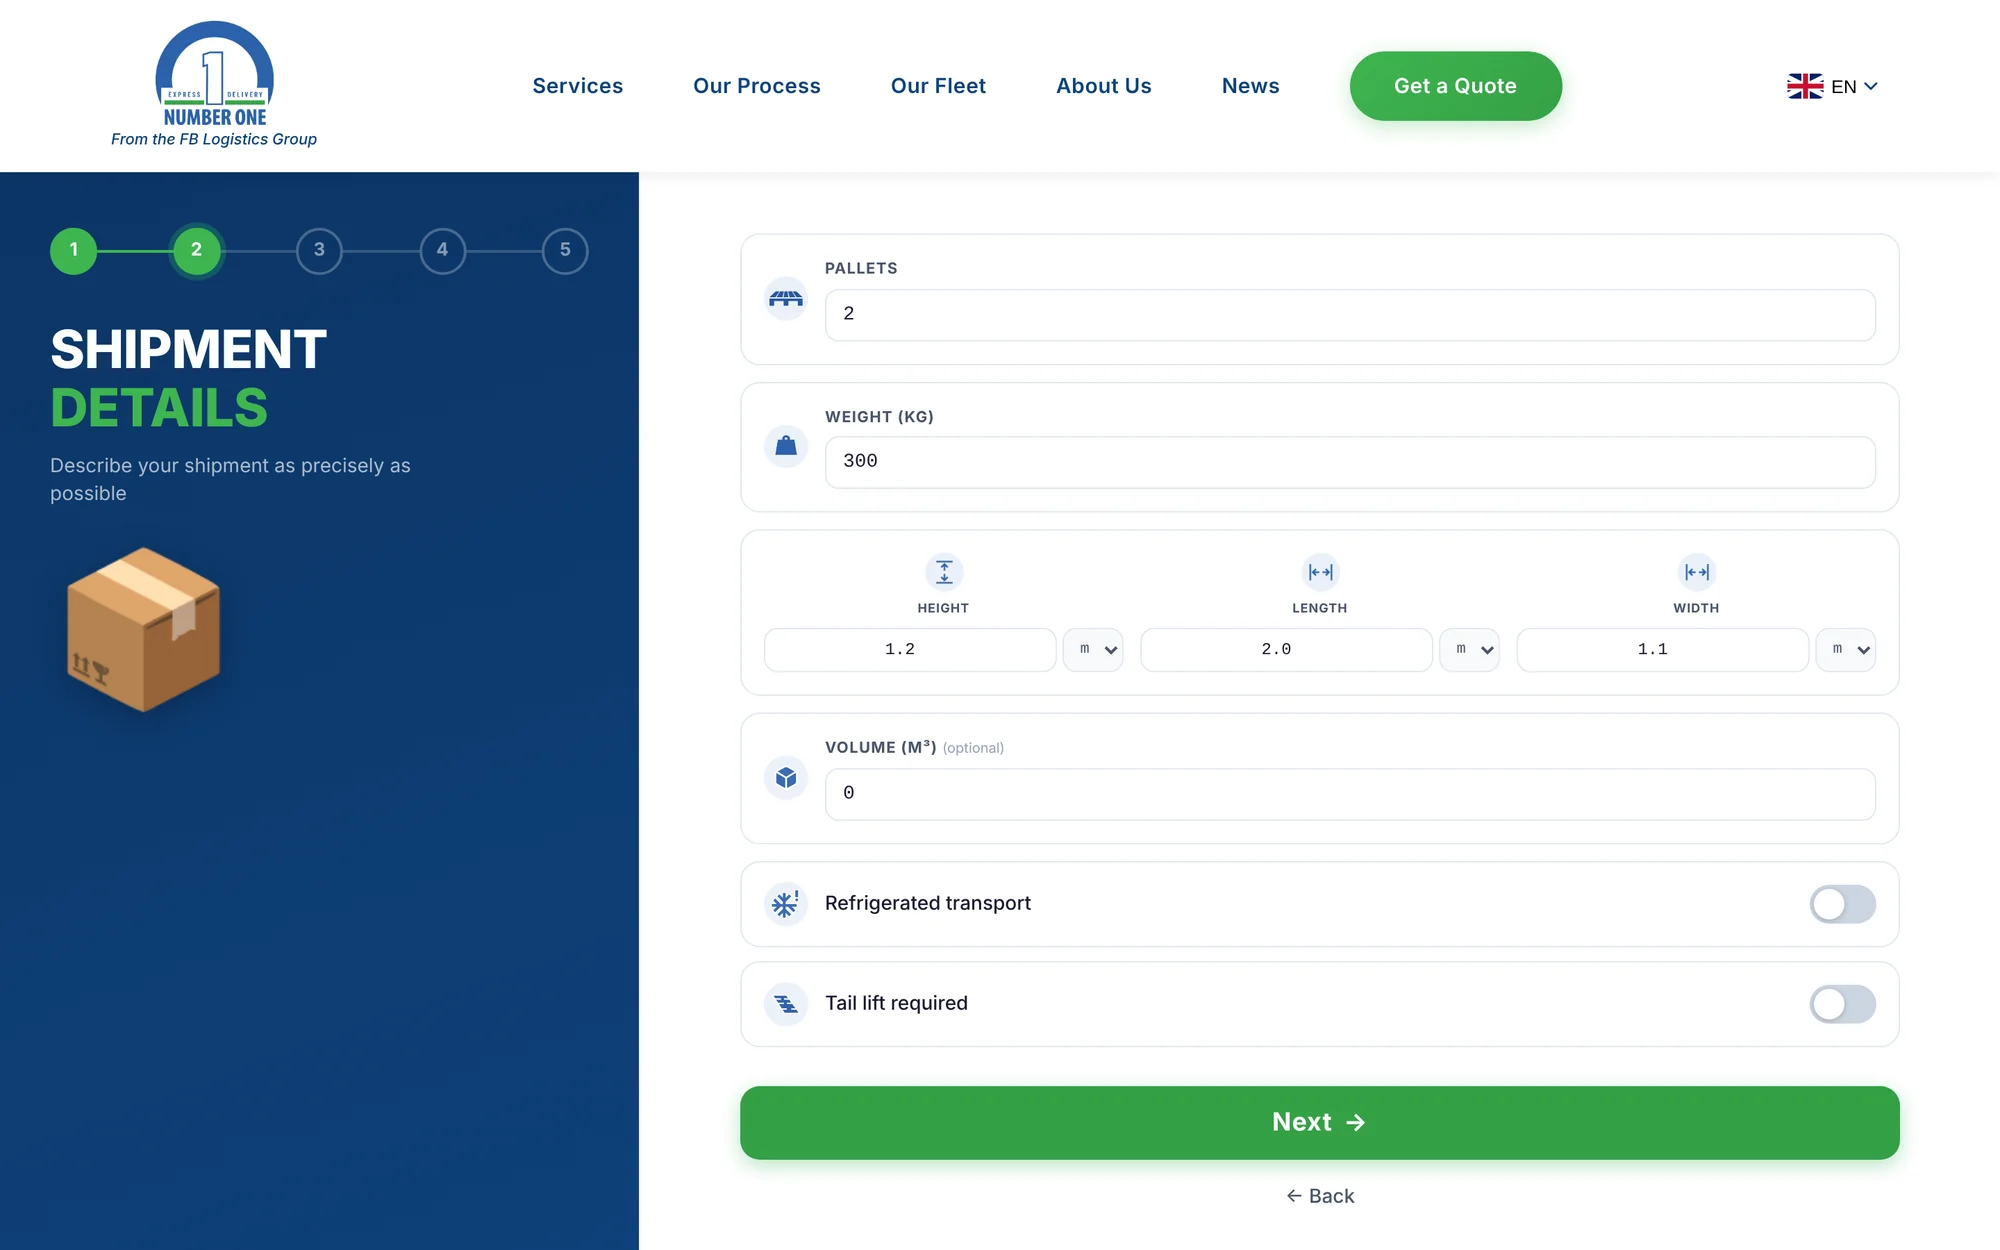 EXPRESS 1 DELIVERY
NUMBER ONE
From the FB Logistics Group
Services
Our Process
Our Fleet
About Us
News
Get a Quote
EN
1
2
3
4
5
SHIPMENT
DETAILS
Describe your shipment as precisely as
possible
PALLETS
2
WEIGHT (KG)
300
HEIGHT
LENGTH
WIDTH
1.2
m
2.0
m
1.1
m
VOLUME (M³) (optional)
0
Refrigerated transport
Tail lift required
Next →
← Back